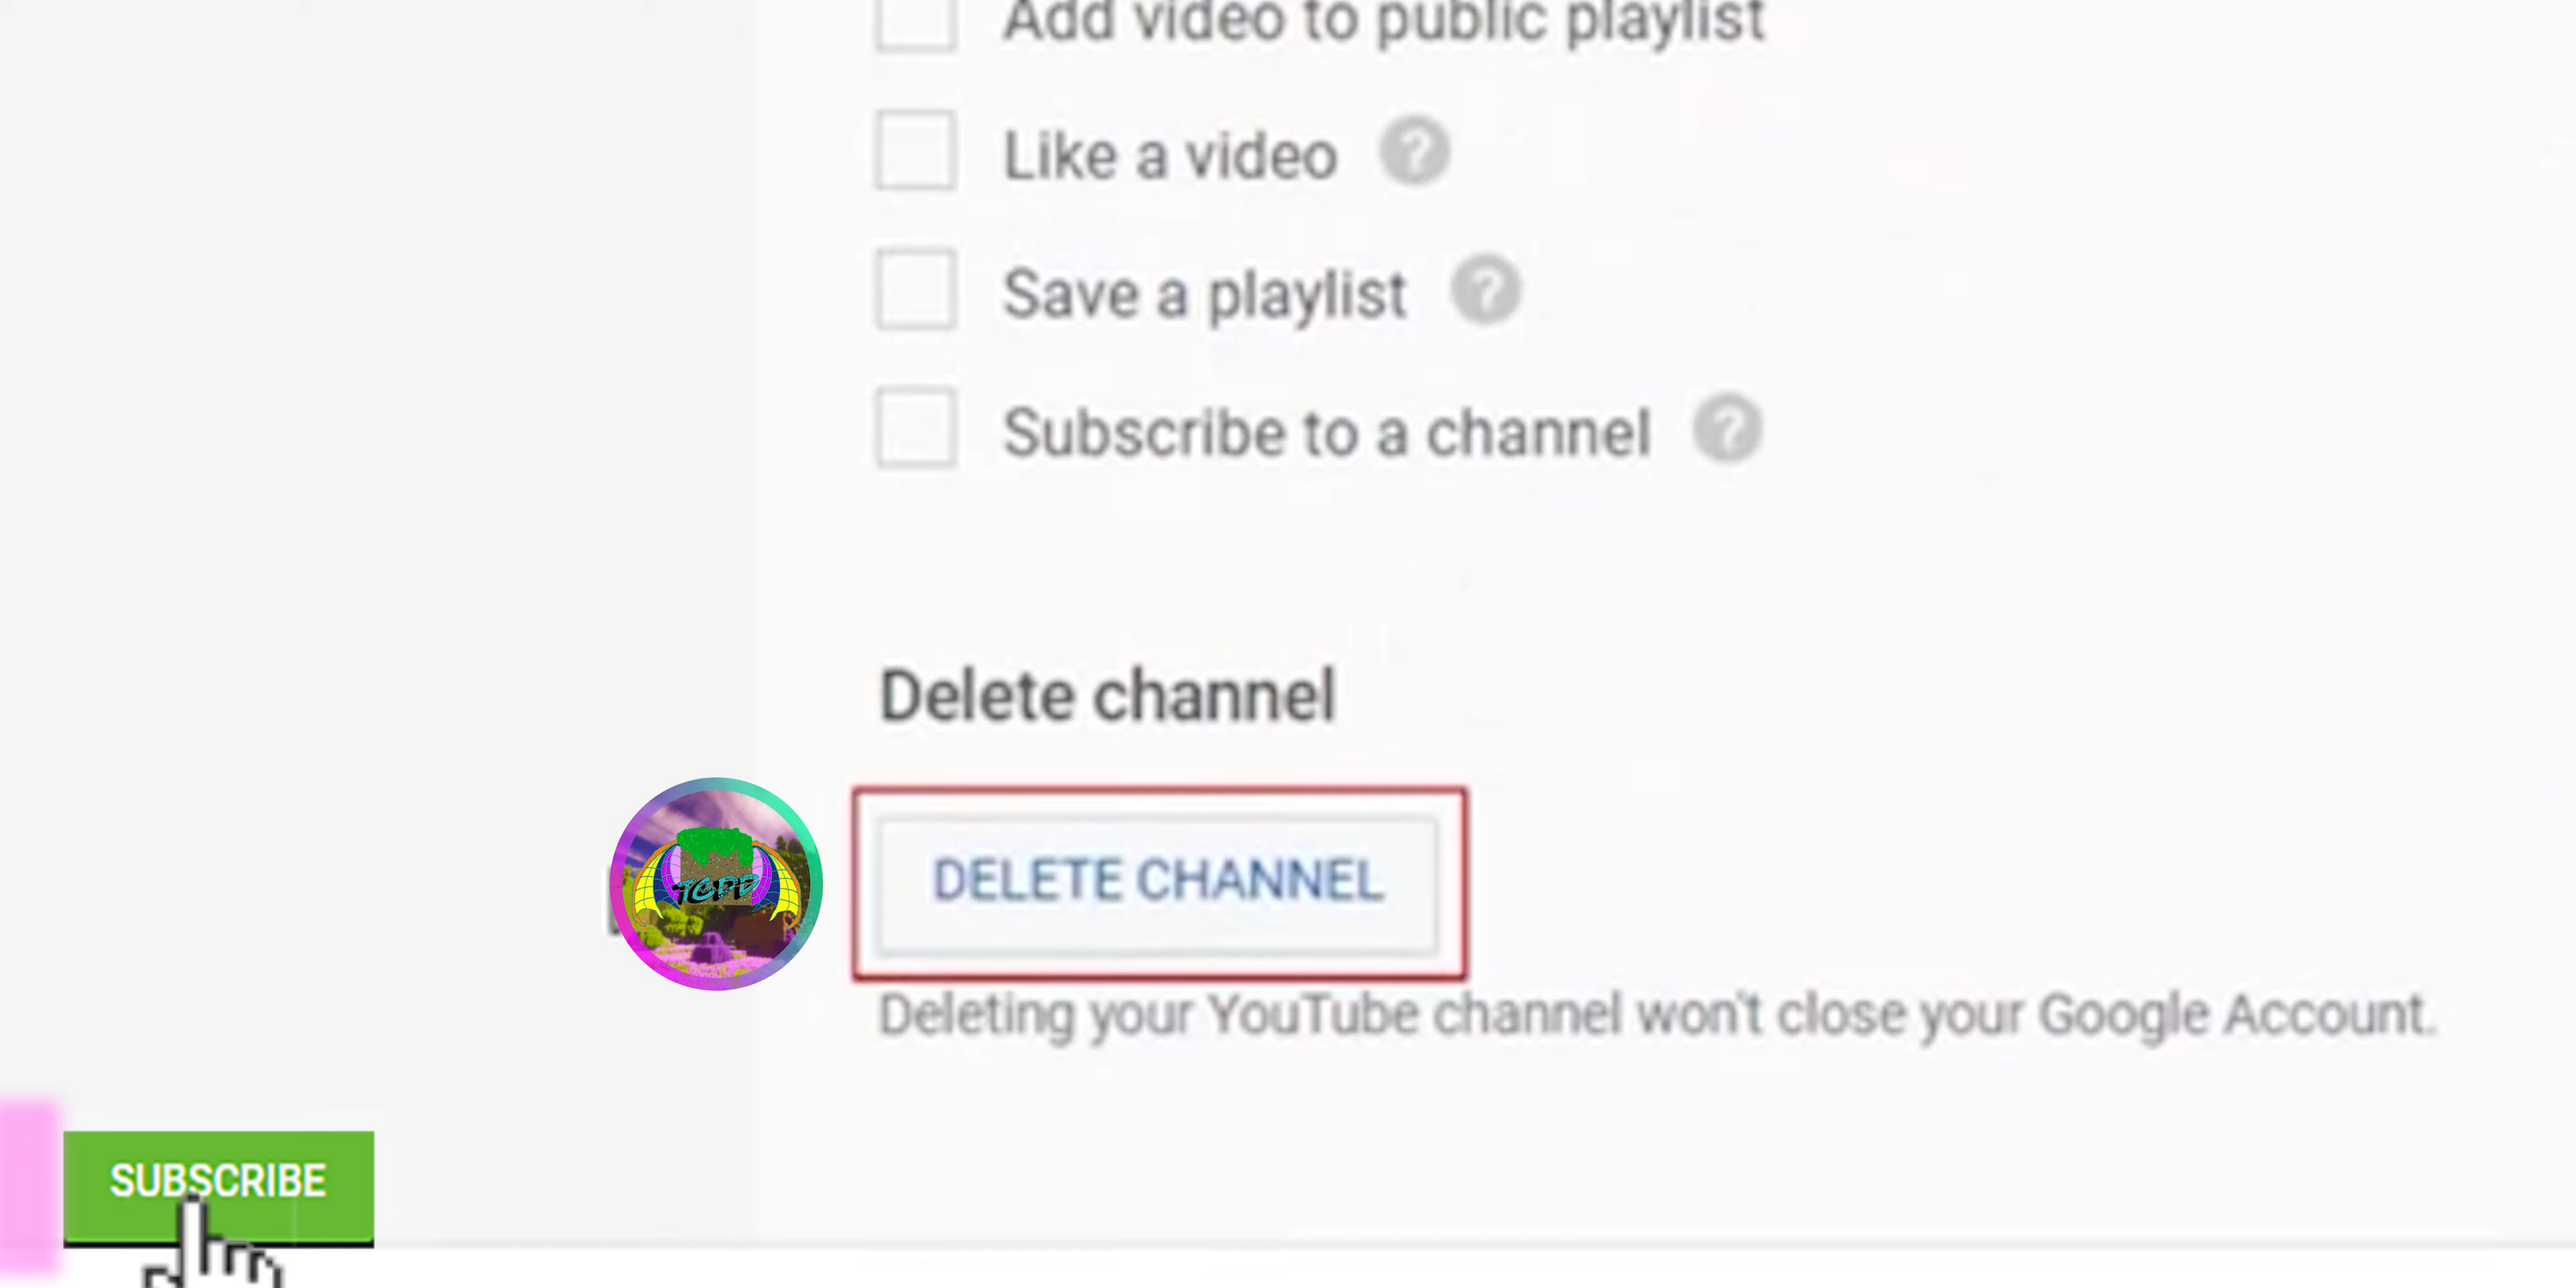 Add video to public playlist
Like a video ?
Save a playlist ?
Subscribe to a channel ?
Delete channel
DELETE CHANNEL
Deleting your YouTube channel won't close your Google Account.
SUBSCRIBE